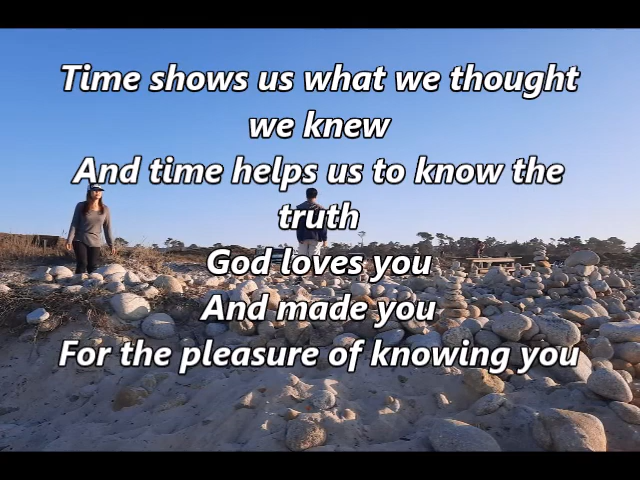 Time shows us what we thought
we knew
And time helps us to know the
truth
God loves you
And made you
For the pleasure of knowing you